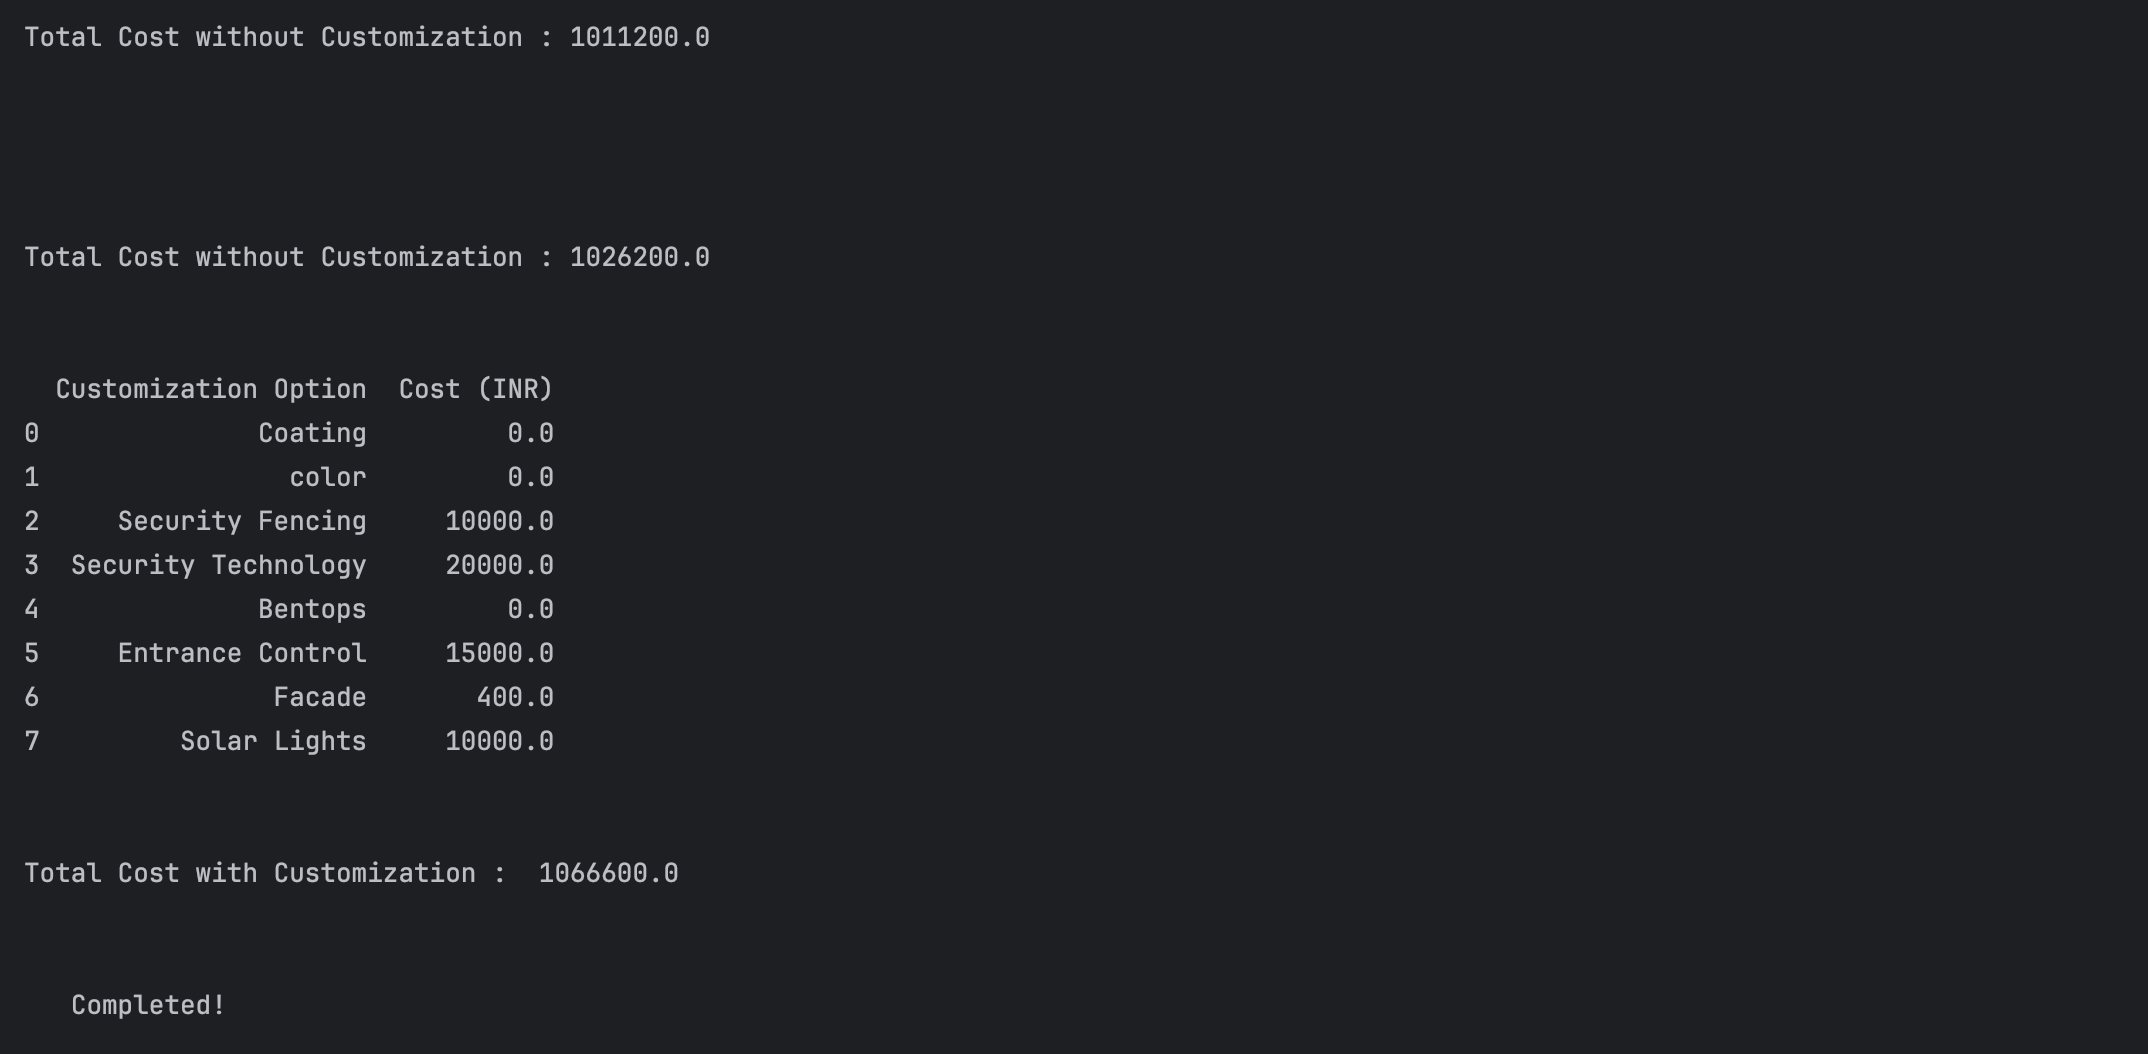 Total Cost without Customization : 1011200.0
Total Cost without Customization : 1026200.0
Customization Option  Cost (INR)
0 Coating 0.0
1 color 0.0
2 Security Fencing 10000.0
3 Security Technology 20000.0
4 Bentops 0.0
5 Entrance Control 15000.0
6 Facade 400.0
7 Solar Lights 10000.0
Total Cost with Customization :  1066600.0
Completed!